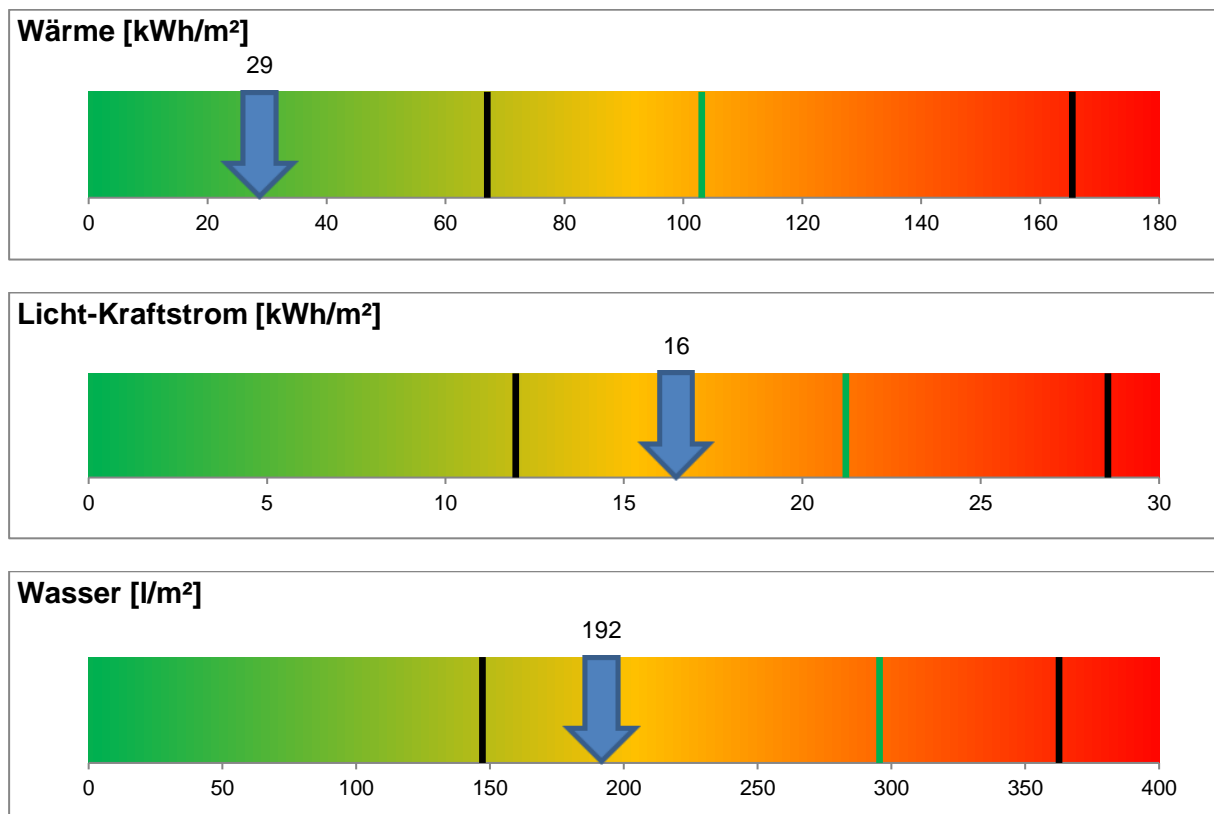 Wärme [kWh/m²]
29
0 20 40 60 80 100 120 140 160 180
Licht-Kraftstrom [kWh/m²]
16
0 5 10 15 20 25 30
Wasser [l/m²]
192
0 50 100 150 200 250 300 350 400